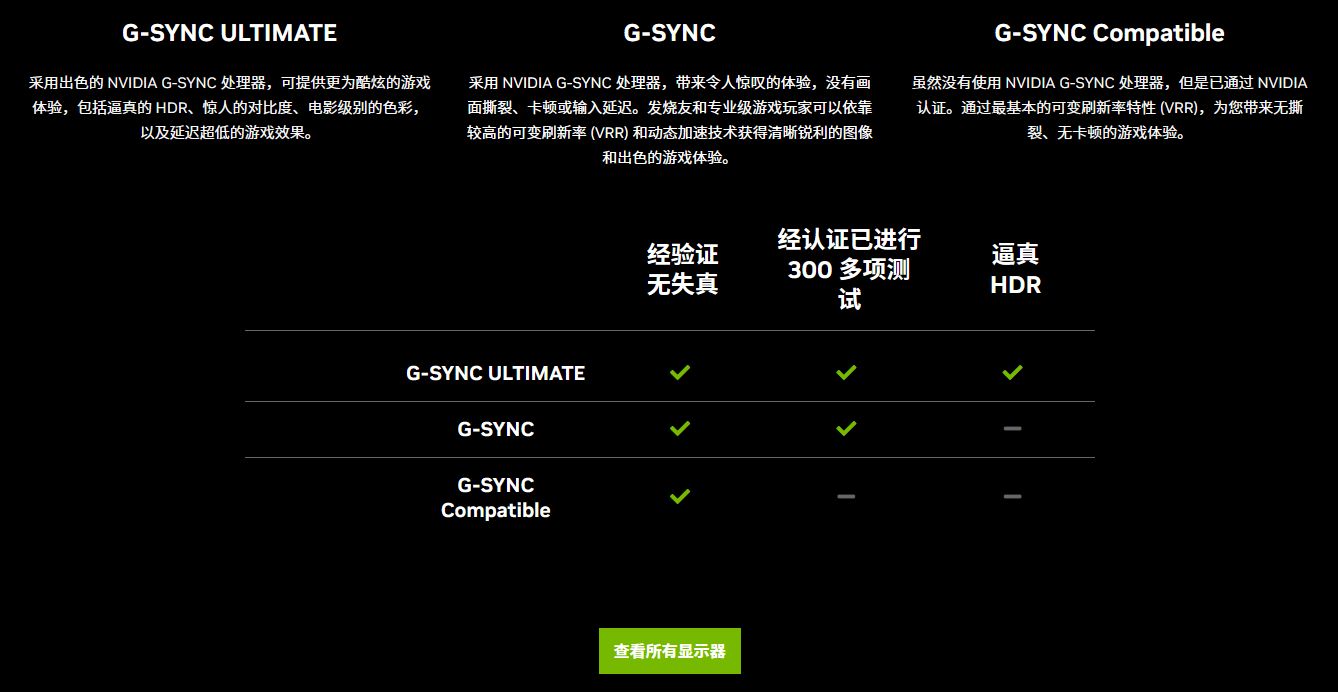 G-SYNC ULTIMATE
采用出色的 NVIDIA G-SYNC 处理器，可提供更为酷炫的游戏
体验，包括逼真的 HDR、惊人的对比度、电影级别的色彩，
以及延迟超低的游戏效果。
G-SYNC
采用 NVIDIA G-SYNC 处理器，带来令人惊叹的体验，没有画
面撕裂、卡顿或输入延迟。发烧友和专业级游戏玩家可以依靠
较高的可变刷新率 (VRR) 和动态加速技术获得清晰锐利的图像
和出色的游戏体验。
G-SYNC Compatible
虽然没有使用 NVIDIA G-SYNC 处理器，但是已通过 NVIDIA
认证。通过最基本的可变刷新率特性 (VRR)，为您带来无撕
裂、无卡顿的游戏体验。
经验证
无失真
经认证已进行
300 多项测
试
逼真
HDR
G-SYNC ULTIMATE
G-SYNC
G-SYNC
Compatible
查看所有显示器